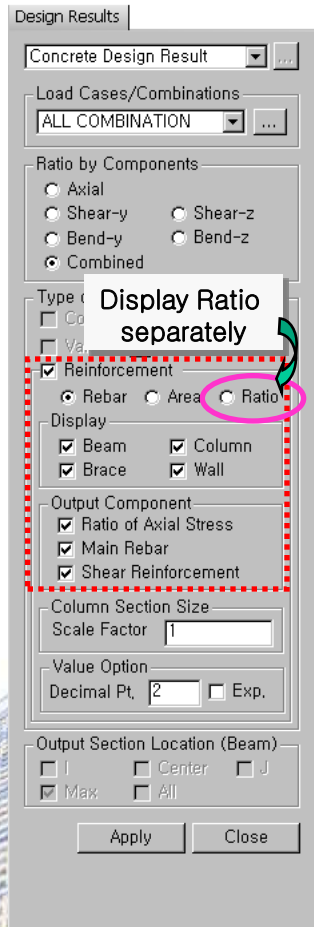 Design Results
Concrete Design Result ...
Load Cases/Combinations
ALL COMBINATION ...
Ratio by Components
Axial
Shear-y Shear-z
Bend-y Bend-z
Combined
Type
Display Ratio
separately
Reinforcement
Rebar Area Ratio
Display
Beam Column
Brace Wall
Output Component
Ratio of Axial Stress
Main Rebar
Shear Reinforcement
Column Section Size
Scale Factor 1
Value Option
Decimal Pt, 2 Exp,
Output Section Location (Beam)
I Center J
Max All
Apply Close